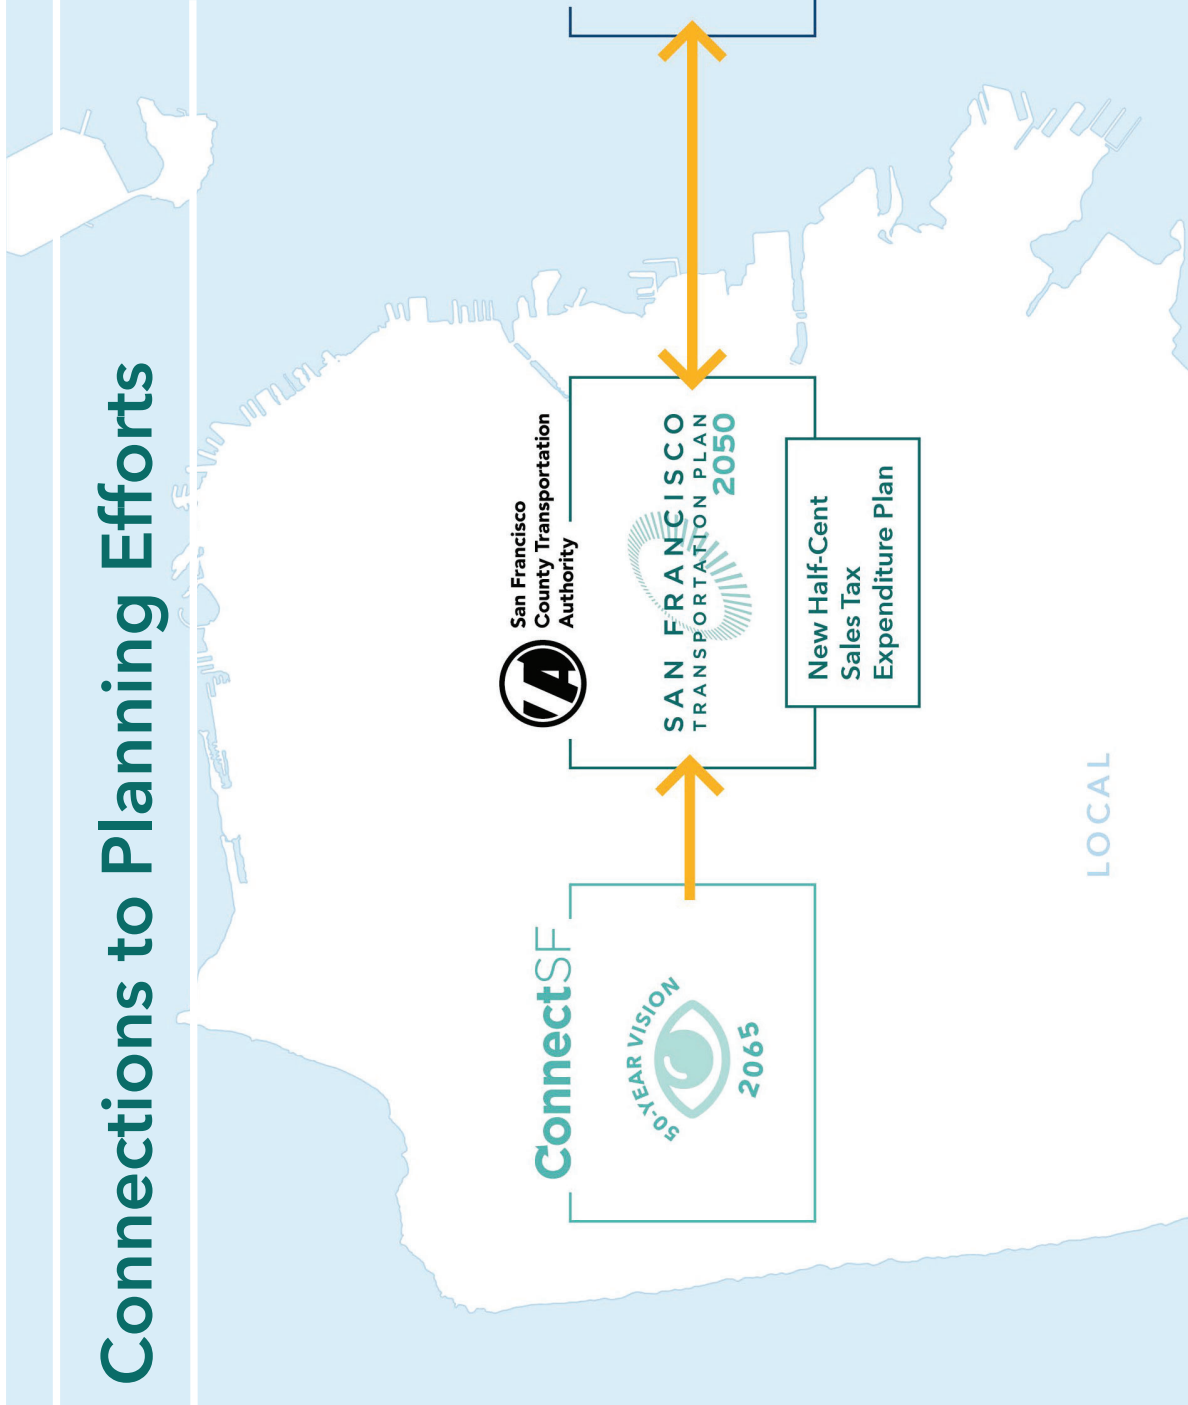 Connections to Planning Efforts
ConnectSF
50-YEAR VISION
2065
San Francisco
County Transportation
Authority
SAN FRANCISCO
TRANSPORTATION PLAN
2050
New Half-Cent
Sales Tax
Expenditure Plan
LOCAL